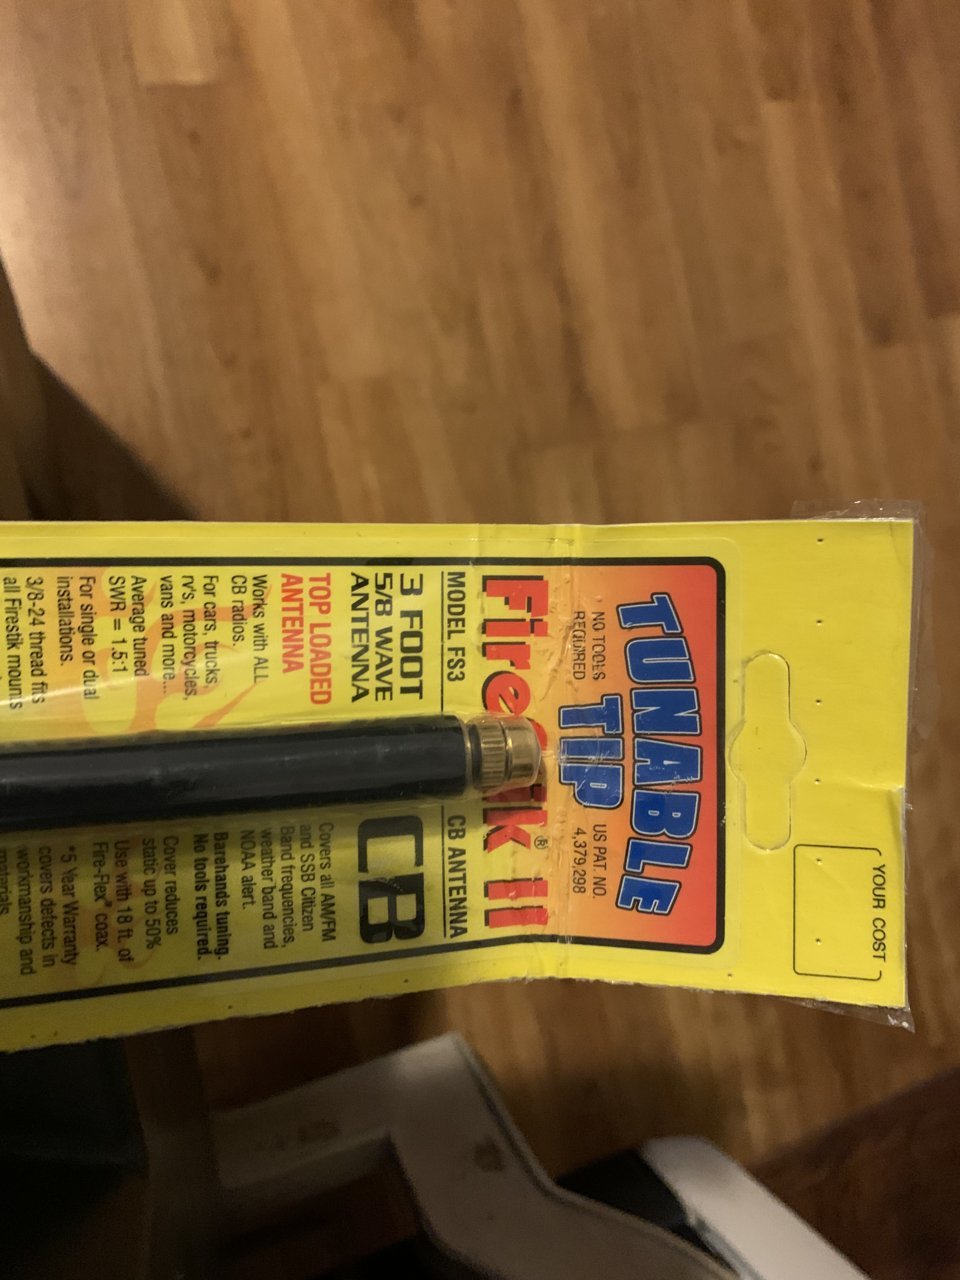 YOUR COST
TUNABLE
TIP
NO TOOLS
REQUIRED
US PAT. NO.
4,379,298
II
®
MODEL FS3
CB ANTENNA
3 FOOT
5/8 WAVE
ANTENNA
TOP LOADED
ANTENNA
Works with ALL
CB radios.
For cars, trucks,
rv's, motorcycles,
vans and more...
Average tuned
SWR = 1.5:1
For single or dual
installations.
3/8-24 thread fits
all Firestik mounts
CB
Covers all AM/FM
and SSB Citizen
Band frequencies,
weather band and
NOAA alert.
Barehands tuning.
No tools required.
Cover reduces
static up to 50%
Use with 18 ft. of
Fire-Flex® coax.
*5 Year Warranty
covers defects in
workmanship and
materials.